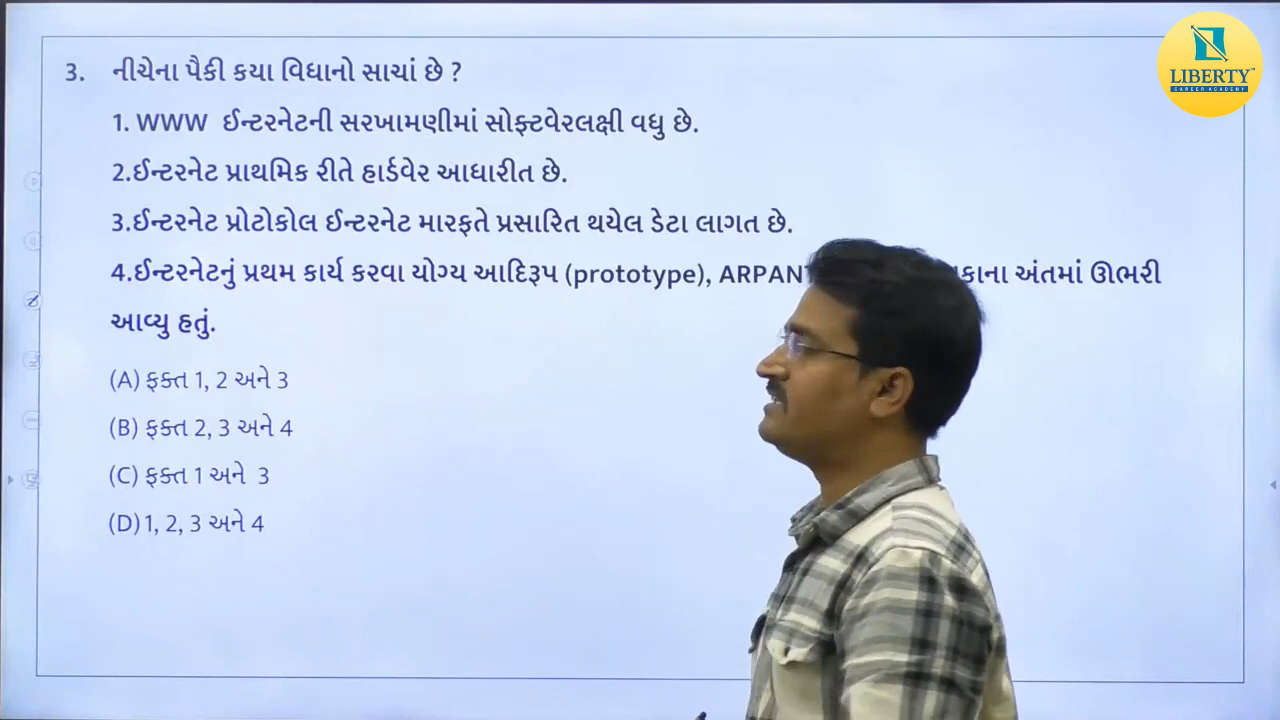 LIBERTY
CAREER ACADEMY
3. નીચેના પૈકી કયા વિધાનો સાચાં છે ?
1. WWW ઈન્ટરનેટની સરખામણીમાં સોફ્ટવેરલક્ષી વધુ છે.
2.ઈન્ટરનેટ પ્રાથમિક રીતે હાર્ડવેર આધારીત છે.
3.ઈન્ટરનેટ પ્રોટોકોલ ઈન્ટરનેટ મારફતે પ્રસારિત થયેલ ડેટા લાગત છે.
4.ઈન્ટરનેટનું પ્રથમ કાર્ય કરવા યોગ્ય આદિરૂપ (prototype), અંતમાં ઊભરી
આવ્યુ હતું.
(A) ફક્ત 1, 2 અને 3
(B) ફક્ત 2, 3 અને 4
(C) ફક્ત 1 અને 3
(D) 1, 2, 3 અને 4